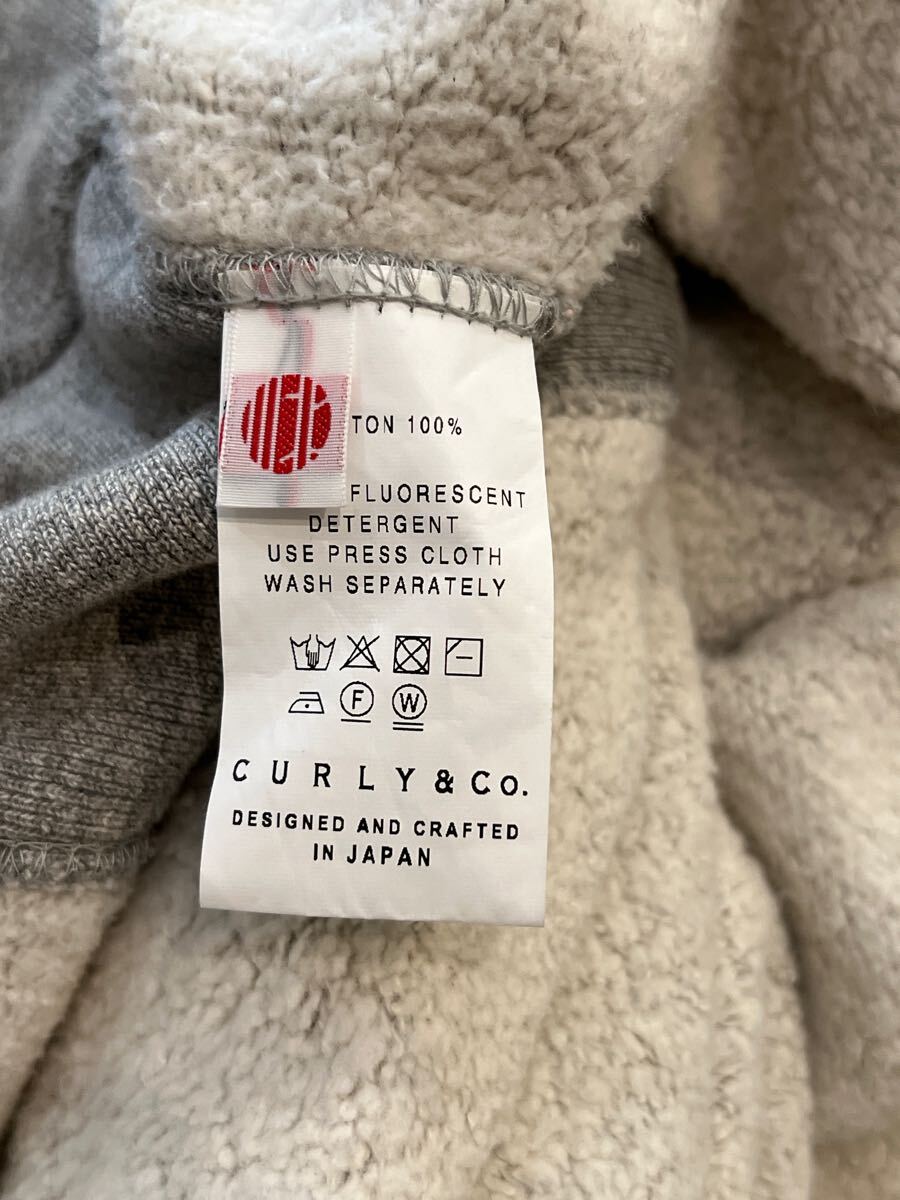 TON 100%
FLUORESCENT
DETERGENT
USE PRESS CLOTH
WASH SEPARATELY
F W
CURLY & CO.
DESIGNED AND CRAFTED
IN JAPAN